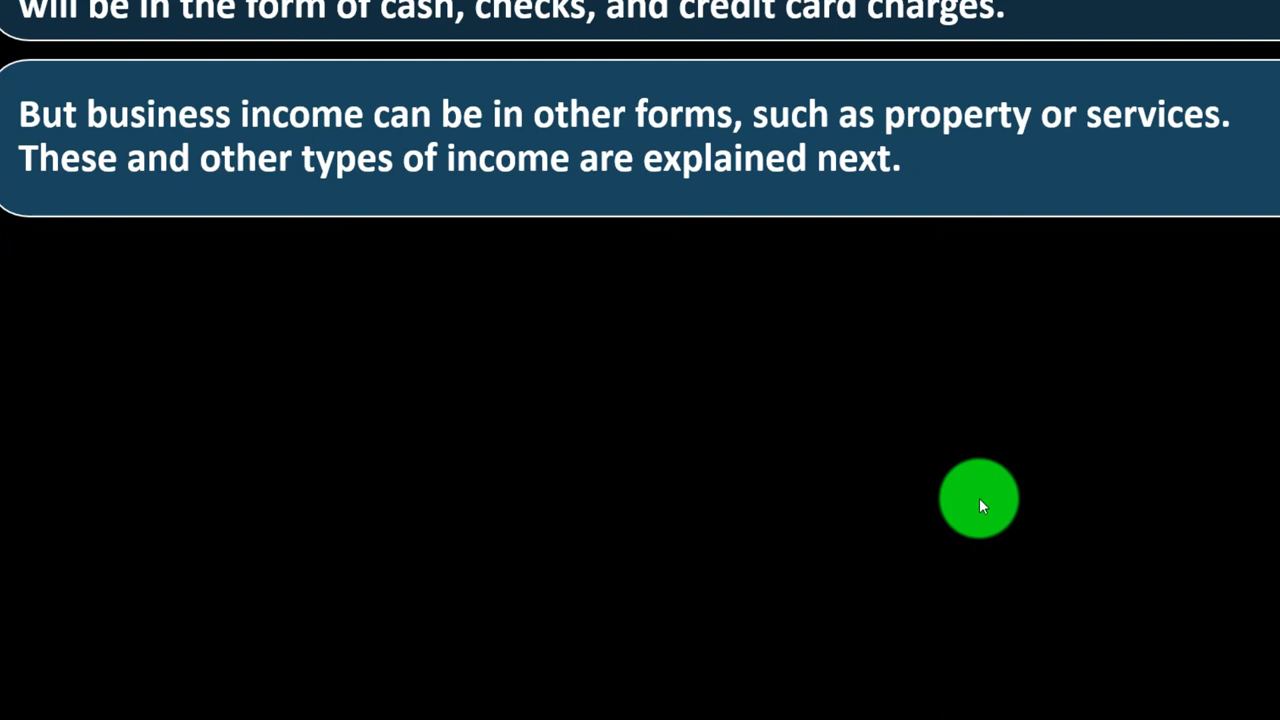 will be in the form of cash, checks, and credit card charges.
But business income can be in other forms, such as property or services.
These and other types of income are explained next.